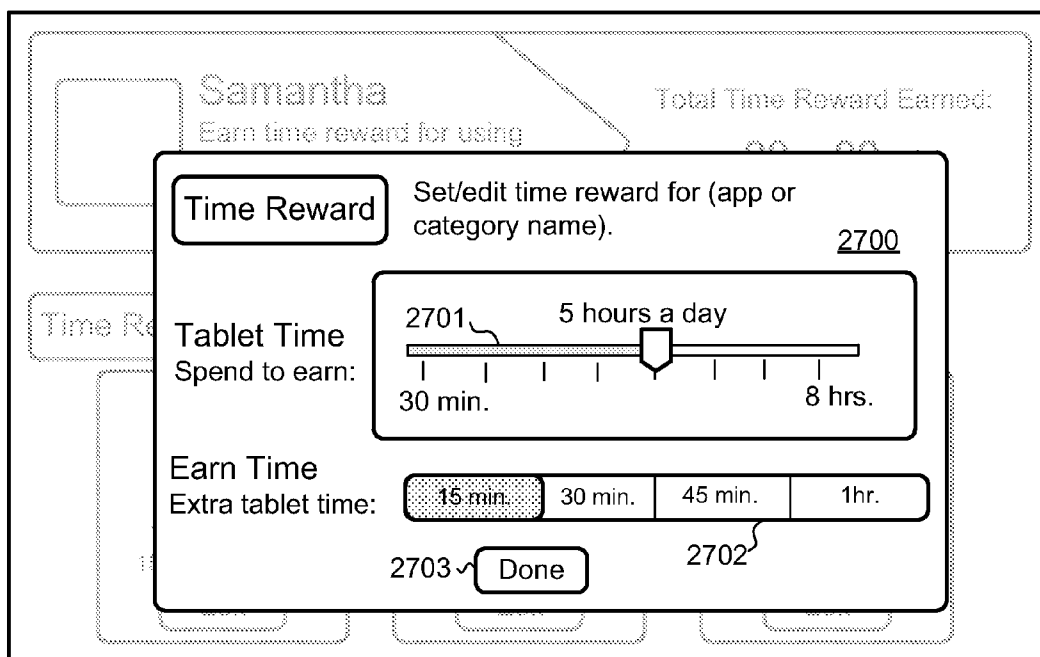 Samantha
Earn time reward for using
Total Time Reward Earned:
Time Reward
Set/edit time reward for (app or
category name).
2700
Time Re
Tablet Time
Spend to earn:
2701
5 hours a day
30 min.
8 hrs.
Earn Time
Extra tablet time:
15 min.
30 min.
45 min.
1hr.
2702
2703
Done